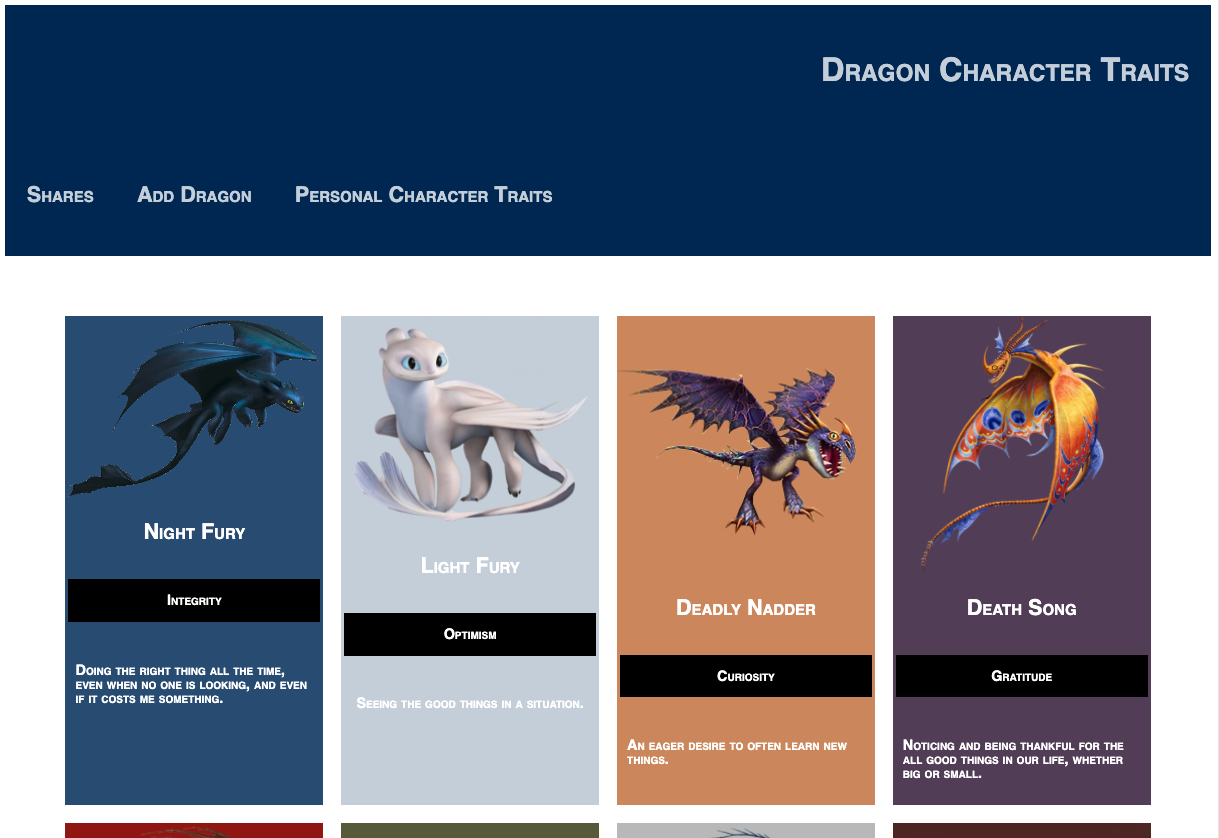 Dragon Character Traits
Shares
Add Dragon
Personal Character Traits
Night Fury
Integrity
Doing the right thing all the time,
even when no one is looking, and even
if it costs me something.
Light Fury
Optimism
Seeing the good things in a situation.
Deadly Nadder
Curiosity
An eager desire to often learn new
things.
Death Song
Gratitude
Noticing and being thankful for the
all good things in our life, whether
big or small.